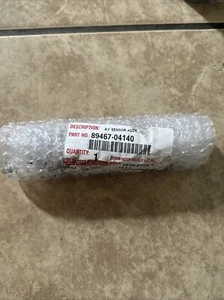 DESCRIPTION: A/F SENSOR ASSY
PART NO. 89467-04140
QUANTITY: 1